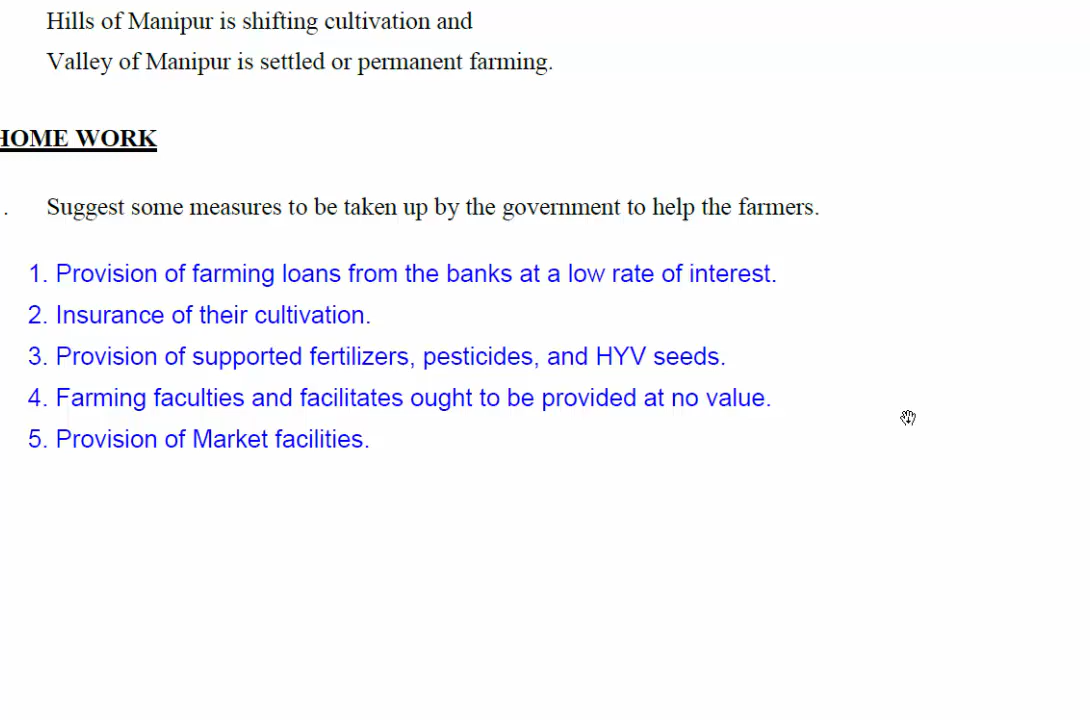 Hills of Manipur is shifting cultivation and
Valley of Manipur is settled or permanent farming.
HOME WORK
. Suggest some measures to be taken up by the government to help the farmers.
1. Provision of farming loans from the banks at a low rate of interest.
2. Insurance of their cultivation.
3. Provision of supported fertilizers, pesticides, and HYV seeds.
4. Farming faculties and facilitates ought to be provided at no value.
5. Provision of Market facilities.